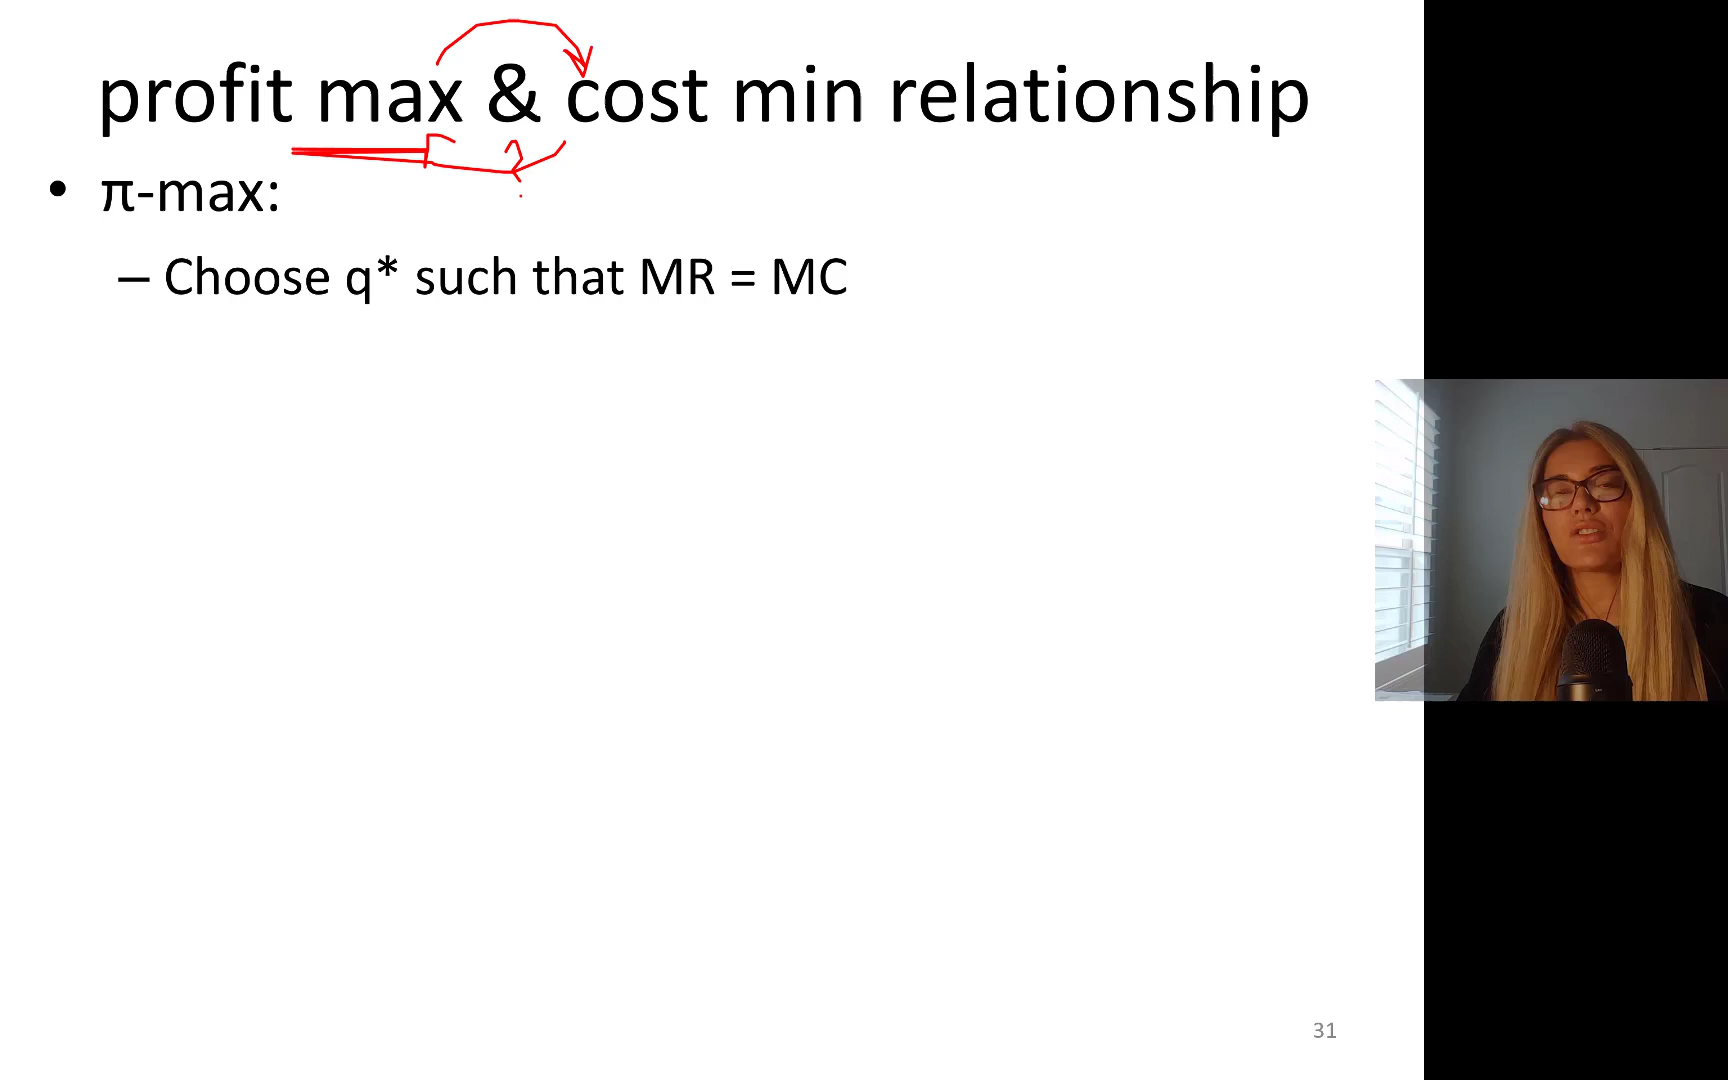 profit max & cost min relationship
?
• π-max:
– Choose q* such that MR = MC
31